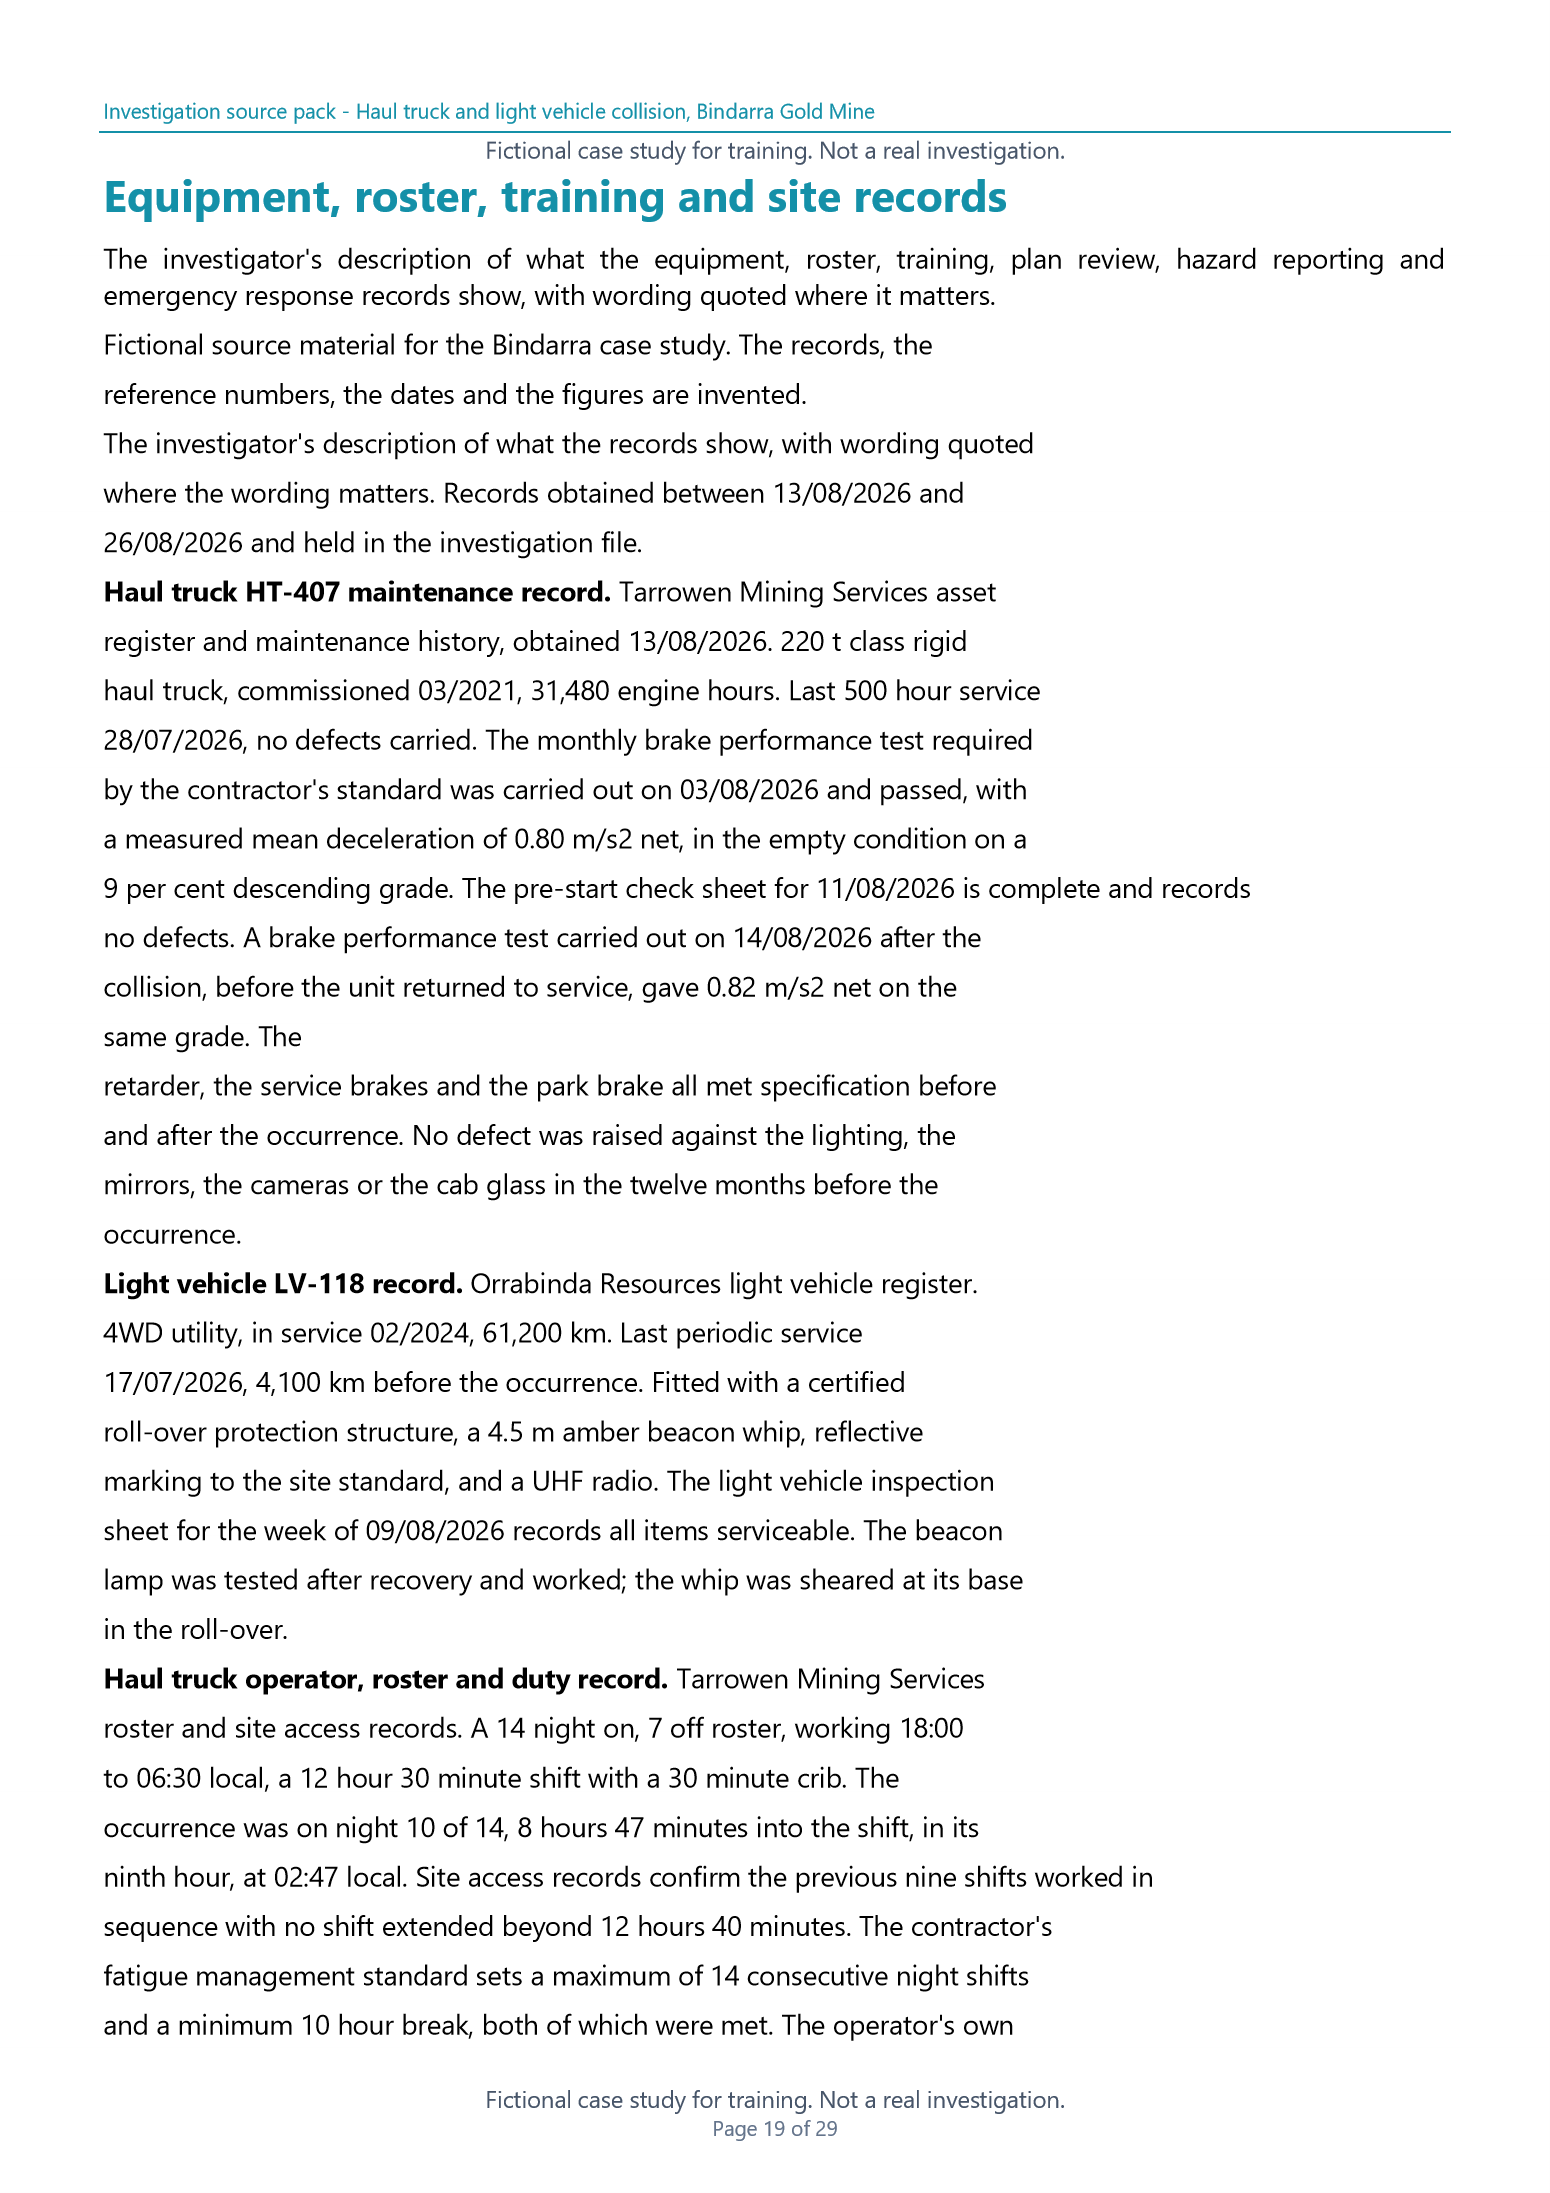 Investigation source pack - Haul truck and light vehicle collision, Bindarra Gold Mine
Fictional case study for training. Not a real investigation.
Equipment, roster, training and site records
The investigator's description of what the equipment, roster, training, plan review, hazard reporting and
emergency response records show, with wording quoted where it matters.
Fictional source material for the Bindarra case study. The records, the
reference numbers, the dates and the figures are invented.
The investigator's description of what the records show, with wording quoted
where the wording matters. Records obtained between 13/08/2026 and
26/08/2026 and held in the investigation file.
Haul truck HT-407 maintenance record. Tarrowen Mining Services asset
register and maintenance history, obtained 13/08/2026. 220 t class rigid
haul truck, commissioned 03/2021, 31,480 engine hours. Last 500 hour service
28/07/2026, no defects carried. The monthly brake performance test required
by the contractor's standard was carried out on 03/08/2026 and passed, with
a measured mean deceleration of 0.80 m/s2 net, in the empty condition on a
9 per cent descending grade. The pre-start check sheet for 11/08/2026 is complete and records
no defects. A brake performance test carried out on 14/08/2026 after the
collision, before the unit returned to service, gave 0.82 m/s2 net on the
same grade. The
retarder, the service brakes and the park brake all met specification before
and after the occurrence. No defect was raised against the lighting, the
mirrors, the cameras or the cab glass in the twelve months before the
occurrence.
Light vehicle LV-118 record. Orrabinda Resources light vehicle register.
4WD utility, in service 02/2024, 61,200 km. Last periodic service
17/07/2026, 4,100 km before the occurrence. Fitted with a certified
roll-over protection structure, a 4.5 m amber beacon whip, reflective
marking to the site standard, and a UHF radio. The light vehicle inspection
sheet for the week of 09/08/2026 records all items serviceable. The beacon
lamp was tested after recovery and worked; the whip was sheared at its base
in the roll-over.
Haul truck operator, roster and duty record. Tarrowen Mining Services
roster and site access records. A 14 night on, 7 off roster, working 18:00
to 06:30 local, a 12 hour 30 minute shift with a 30 minute crib. The
occurrence was on night 10 of 14, 8 hours 47 minutes into the shift, in its
ninth hour, at 02:47 local. Site access records confirm the previous nine shifts worked in
sequence with no shift extended beyond 12 hours 40 minutes. The contractor's
fatigue management standard sets a maximum of 14 consecutive night shifts
and a minimum 10 hour break, both of which were met. The operator's own
Fictional case study for training. Not a real investigation.
Page 19 of 29